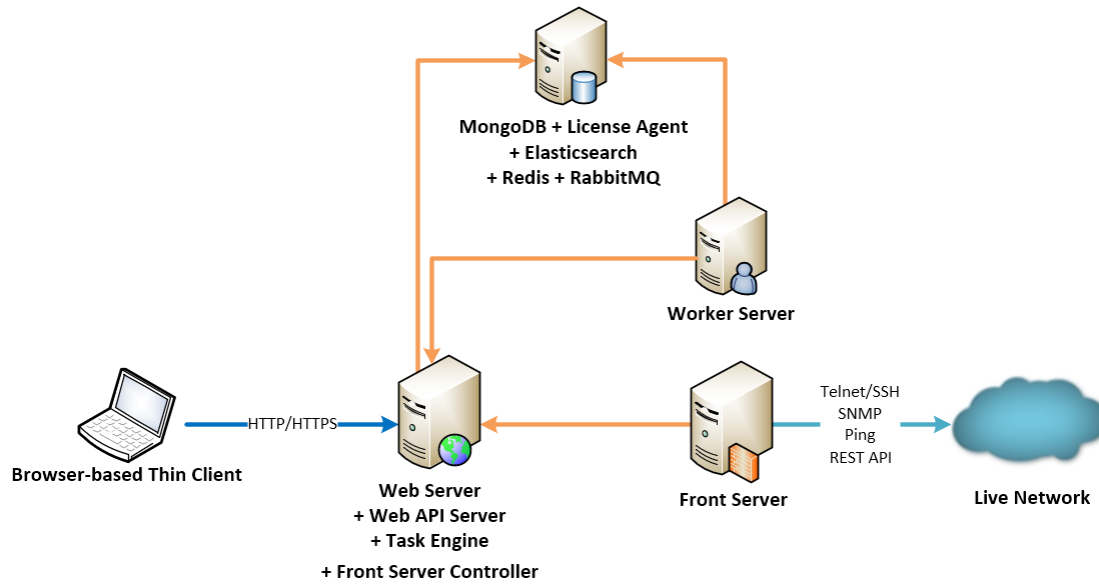 MongoDB + License Agent
+ Elasticsearch
+ Redis + RabbitMQ
Worker Server
HTTP/HTTPS
Telnet/SSH
SNMP
Ping
REST API
Browser-based Thin Client
Web Server
+ Web API Server
+ Task Engine
+ Front Server Controller
Front Server
Live Network